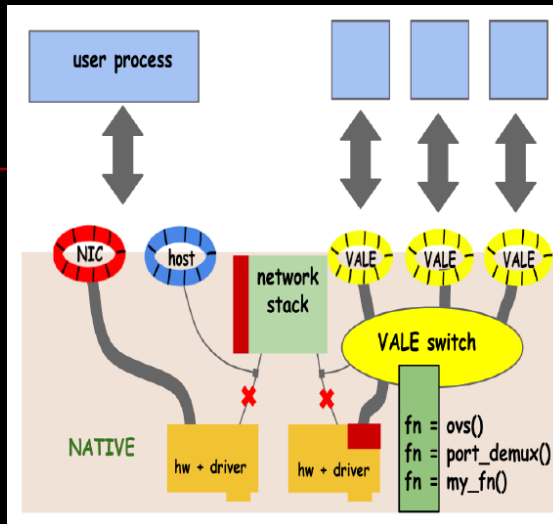 user process
NIC
host
VALE
VALE
VALE
network
stack
VALE switch
NATIVE
hw + driver
hw + driver
fn = ovs()
fn = port_demux()
fn = my_fn()